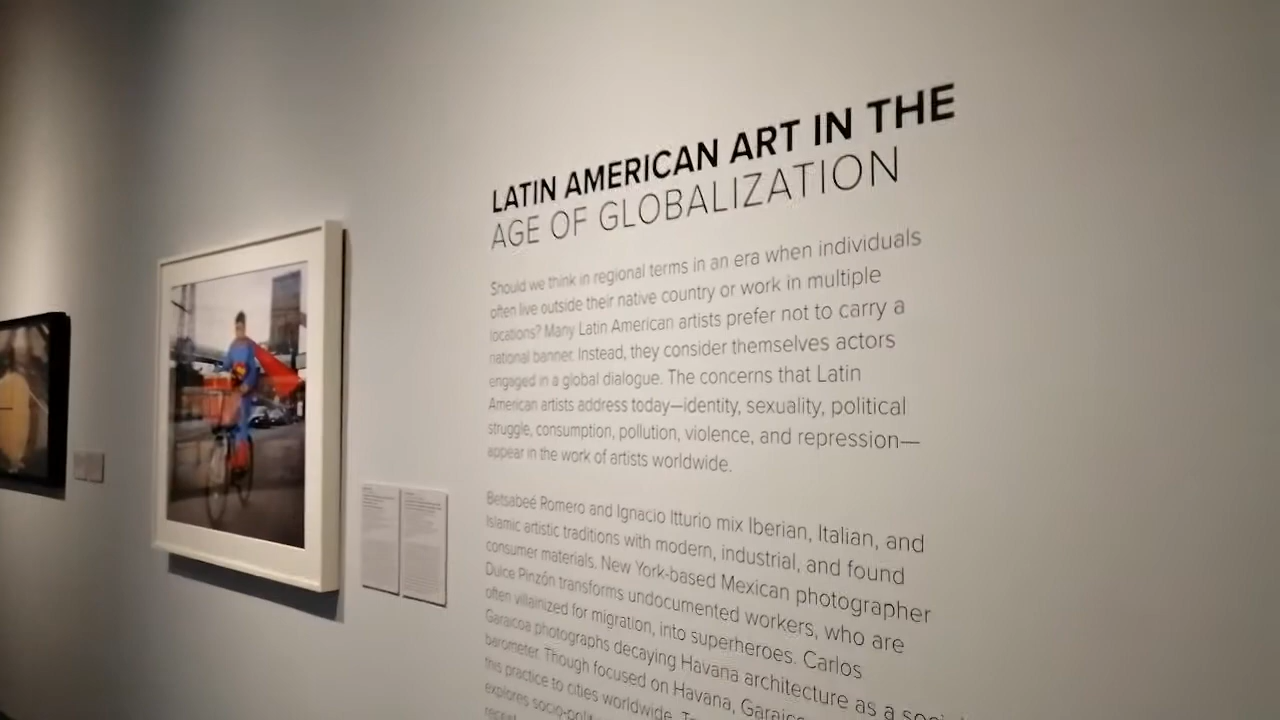 LATIN AMERICAN ART IN THE
AGE OF GLOBALIZATION
Should we think in regional terms in an era when individuals
often live outside their native country or work in multiple
locations? Many Latin American artists prefer not to carry a
national banner. Instead, they consider themselves actors
engaged in a global dialogue. The concerns that Latin
American artists address today—identity, sexuality, political
struggle, consumption, pollution, violence, and repression—
appear in the work of artists worldwide.
Betsabeé Romero and Ignacio Itturio mix Iberian, Italian, and
Islamic artistic traditions with modern, industrial, and found
consumer materials. New York-based Mexican photographer
Dulce Pinzón transforms undocumented workers, who are
often villainized for migration, into superheroes. Carlos
Garaicoa photographs decaying Havana architecture as a
barometer. Though focused on Havana,
this practice to cities worldwide.
explores